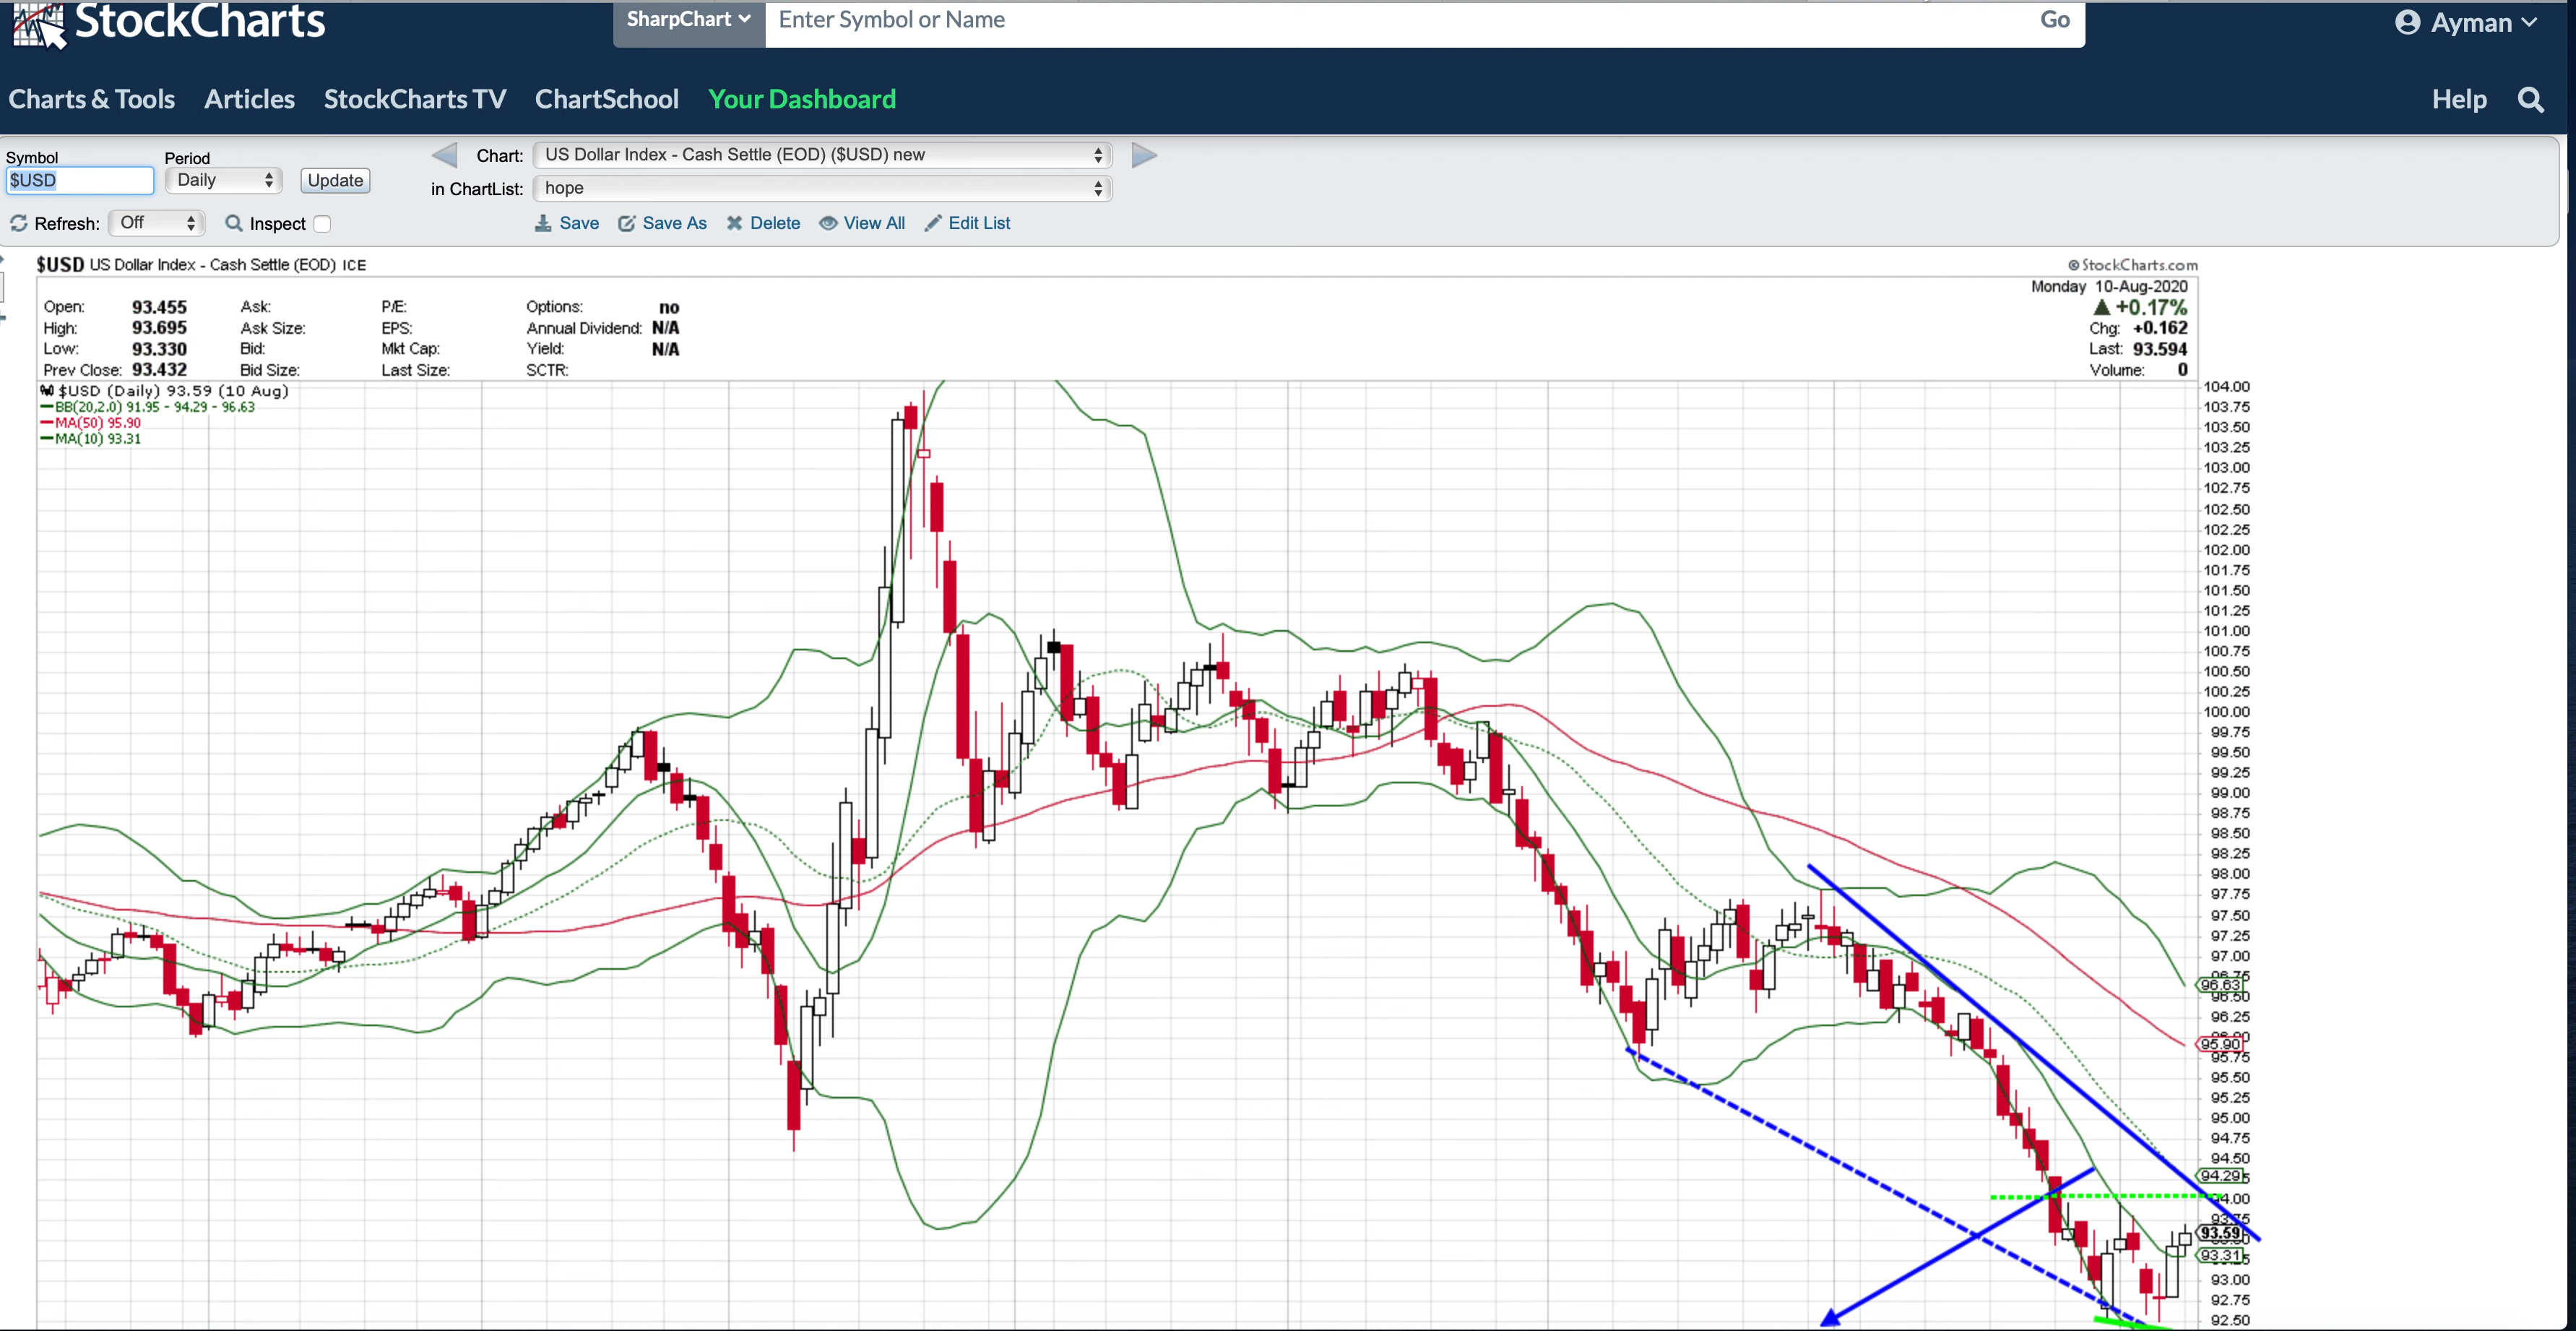 StockCharts
SharpChart Enter Symbol or Name Go Ayman
Charts & Tools Articles StockCharts TV ChartSchool Your Dashboard Help
Symbol Period
$USD Daily Update
Chart: US Dollar Index - Cash Settle (EOD) ($USD) new
in ChartList: hope
Refresh: Off Inspect Save Save As Delete View All Edit List
$USD US Dollar Index - Cash Settle (EOD) ICE © StockCharts.com
Monday 10-Aug-2020
Open: 93.455 Ask: P/E: Options: no +0.17%
High: 93.695 Ask Size: EPS: Annual Dividend: N/A Chg: +0.162
Low: 93.330 Bid: Mkt Cap: Yield: N/A Last: 93.594
Prev Close: 93.432 Bid Size: Last Size: SCTR: Volume: 0
$USD (Daily) 93.59 (10 Aug)
BB(20,2.0) 91.95 - 94.29 - 96.63
MA(50) 95.90
MA(10) 93.31
104.00
103.75
103.50
103.25
103.00
102.75
102.50
102.25
102.00
101.75
101.50
101.25
101.00
100.75
100.50
100.25
100.00
99.75
99.50
99.25
99.00
98.75
98.50
98.25
98.00
97.75
97.50
97.25
97.00
96.63
96.50
96.25
95.90
95.75
95.50
95.25
95.00
94.75
94.50
94.29
93.75
93.59
93.31
93.00
92.75
92.50